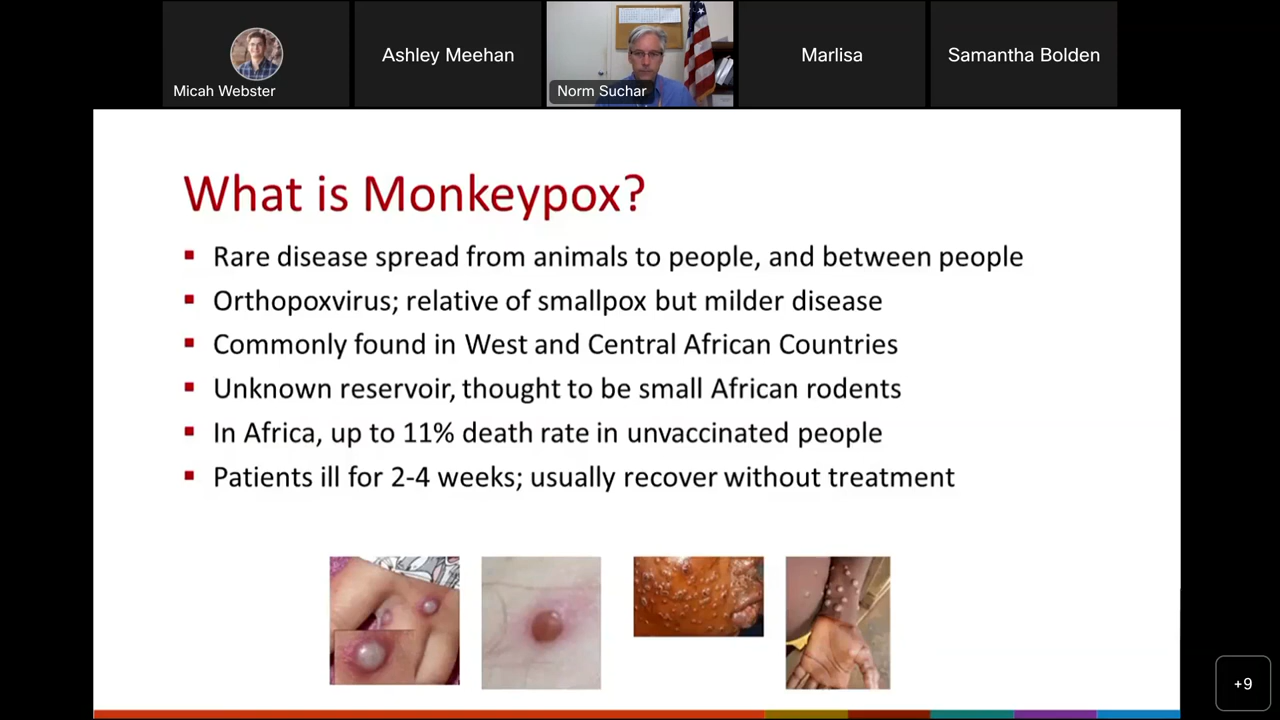 Micah Webster
Ashley Meehan
Norm Suchar
Marlisa
Samantha Bolden
What is Monkeypox?
▪ Rare disease spread from animals to people, and between people
▪ Orthopoxvirus; relative of smallpox but milder disease
▪ Commonly found in West and Central African Countries
▪ Unknown reservoir, thought to be small African rodents
▪ In Africa, up to 11% death rate in unvaccinated people
▪ Patients ill for 2-4 weeks; usually recover without treatment
+9